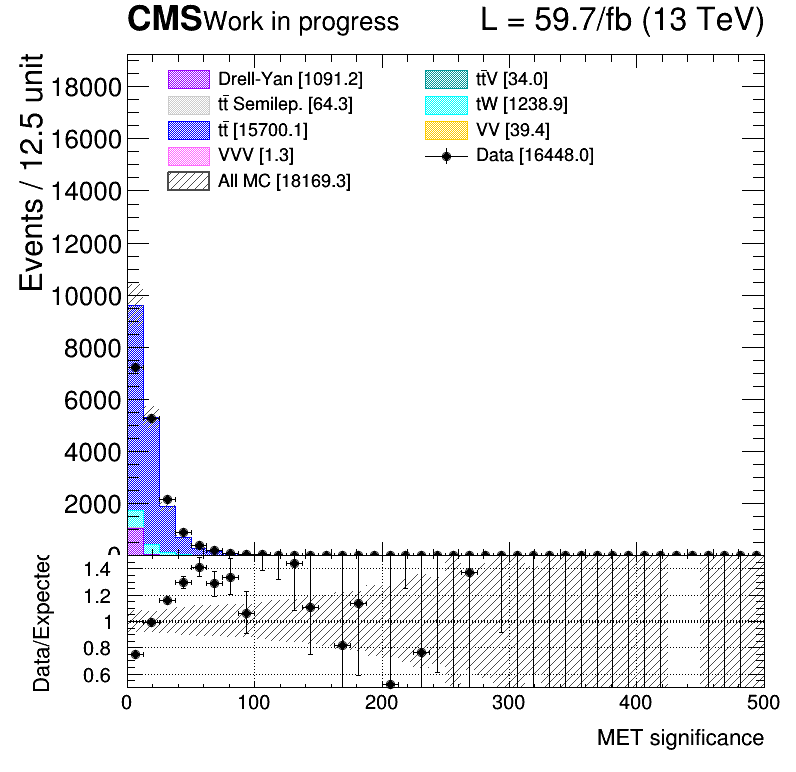 CMS Work in progress L = 59.7/fb (13 TeV)
Events / 12.5 unit
18000
16000
14000
12000
10000
8000
6000
4000
2000
0
Drell-Yan [1091.2]
tt̄ Semilep. [64.3]
tt̄ [15700.1]
VVV [1.3]
All MC [18169.3]
tt̄V [34.0]
tW [1238.9]
VV [39.4]
Data [16448.0]
Data/Expected
1.4
1.2
1
0.8
0.6
0 100 200 300 400 500
MET significance